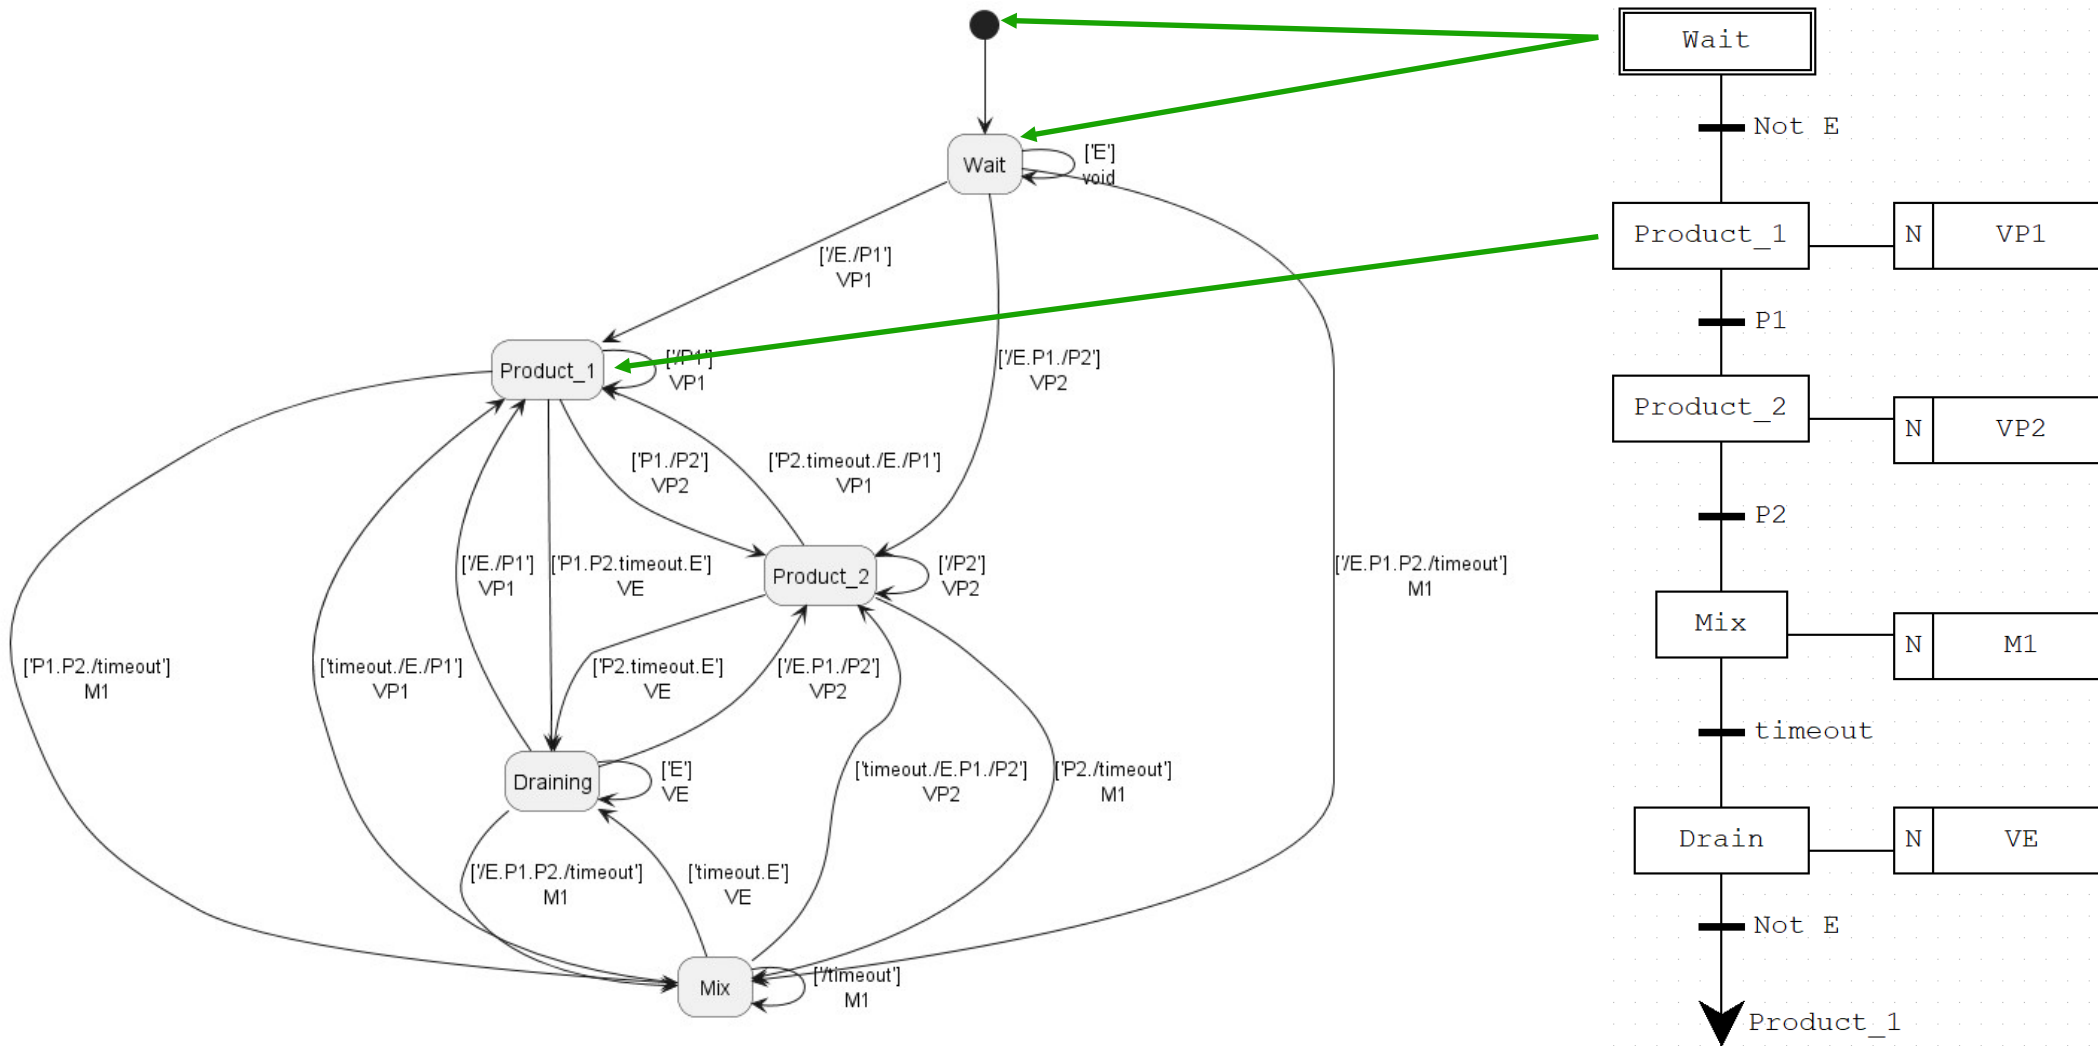 Wait
['E']
void
['/E./P1']
VP1
['/E.P1./P2']
VP2
Product_1
['/P1']
VP1
['P1./P2']
VP2
['P2.timeout./E./P1']
VP1
['/E./P1']
VP1
['P1.P2.timeout.E']
VE
Product_2
['/P2']
VP2
['/E.P1.P2./timeout']
M1
['P1.P2./timeout']
M1
['timeout./E./P1']
VP1
['P2.timeout.E']
VE
['/E.P1./P2']
VP2
Draining
['E']
VE
['timeout./E.P1./P2']
VP2
['P2./timeout']
M1
['/E.P1.P2./timeout']
M1
['timeout.E']
VE
Mix
['/timeout']
M1
Wait
Not E
Product_1
N
VP1
P1
Product_2
N
VP2
P2
Mix
N
M1
timeout
Drain
N
VE
Not E
Product_1